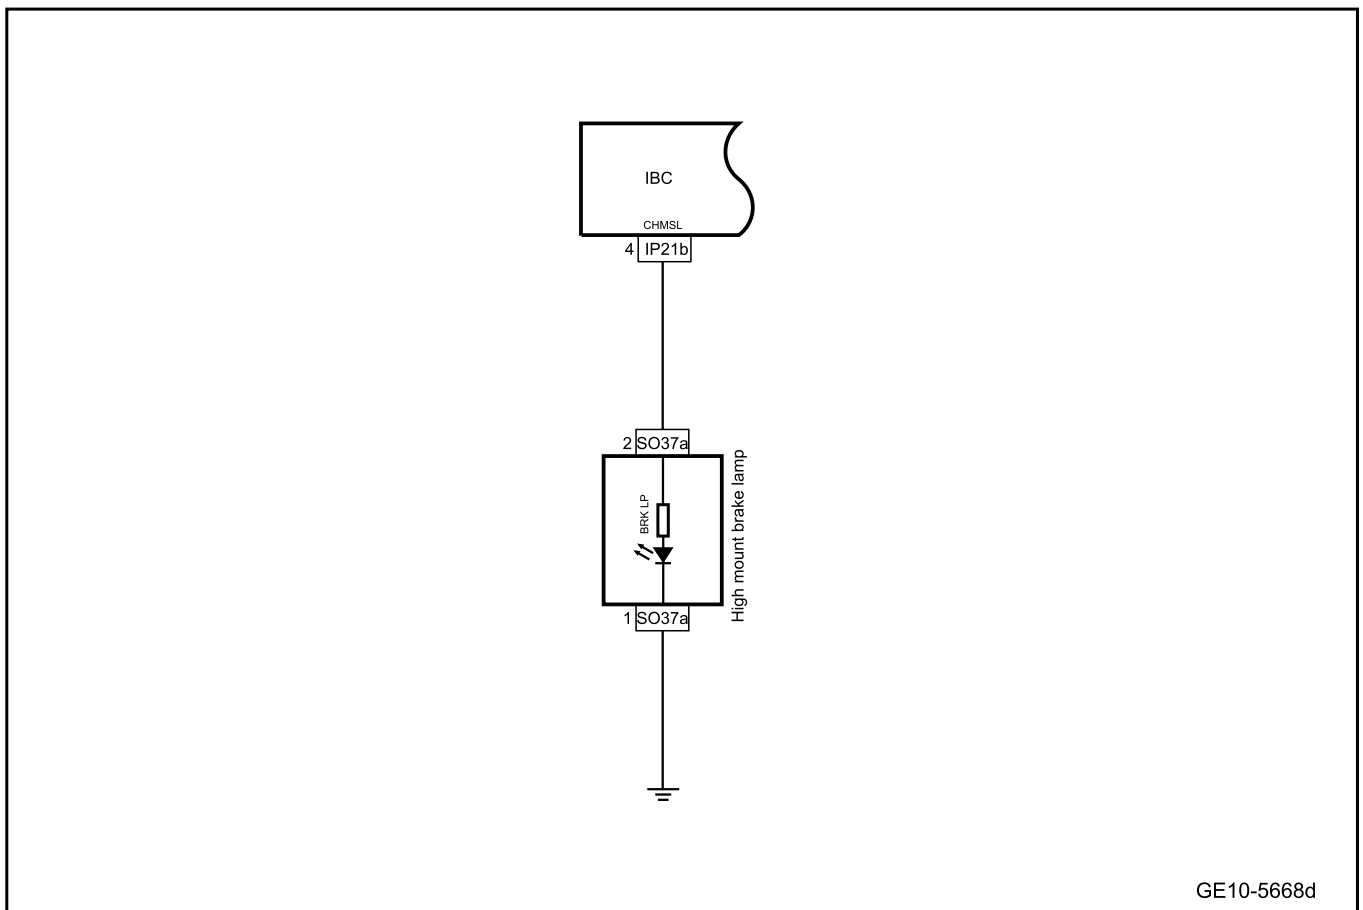 IBC
CHMSL
4 IP21b
2 SO37a
BRK LP
High mount brake lamp
1 SO37a
GE10-5668d